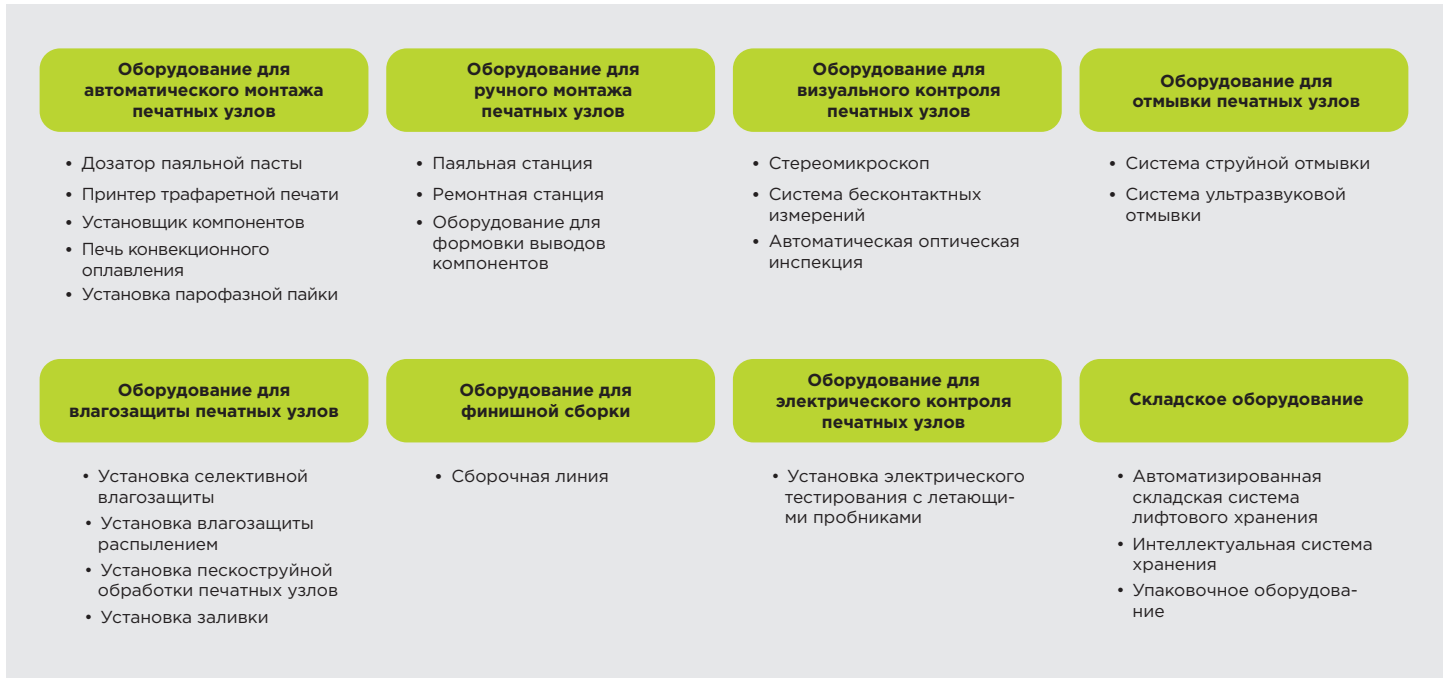 Оборудование для
автоматического монтажа
печатных узлов
• Дозатор паяльной пасты
• Принтер трафаретной печати
• Установщик компонентов
• Печь конвекционного
оплавления
• Установка парофазной пайки
Оборудование для
ручного монтажа
печатных узлов
• Паяльная станция
• Ремонтная станция
• Оборудование для
формовки выводов
компонентов
Оборудование для
визуального контроля
печатных узлов
• Стереомикроскоп
• Система бесконтактных
измерений
• Автоматическая оптическая
инспекция
Оборудование для
отмывки печатных узлов
• Система струйной отмывки
• Система ультразвуковой
отмывки
Оборудование для
влагозащиты печатных узлов
• Установка селективной
влагозащиты
• Установка влагозащиты
распылением
• Установка пескоструйной
обработки печатных узлов
• Установка заливки
Оборудование для
финишной сборки
• Сборочная линия
Оборудование для
электрического контроля
печатных узлов
• Установка электрического
тестирования с летающи-
ми пробниками
Складское оборудование
• Автоматизированная
складская система
лифтового хранения
• Интеллектуальная система
хранения
• Упаковочное оборудова-
ние